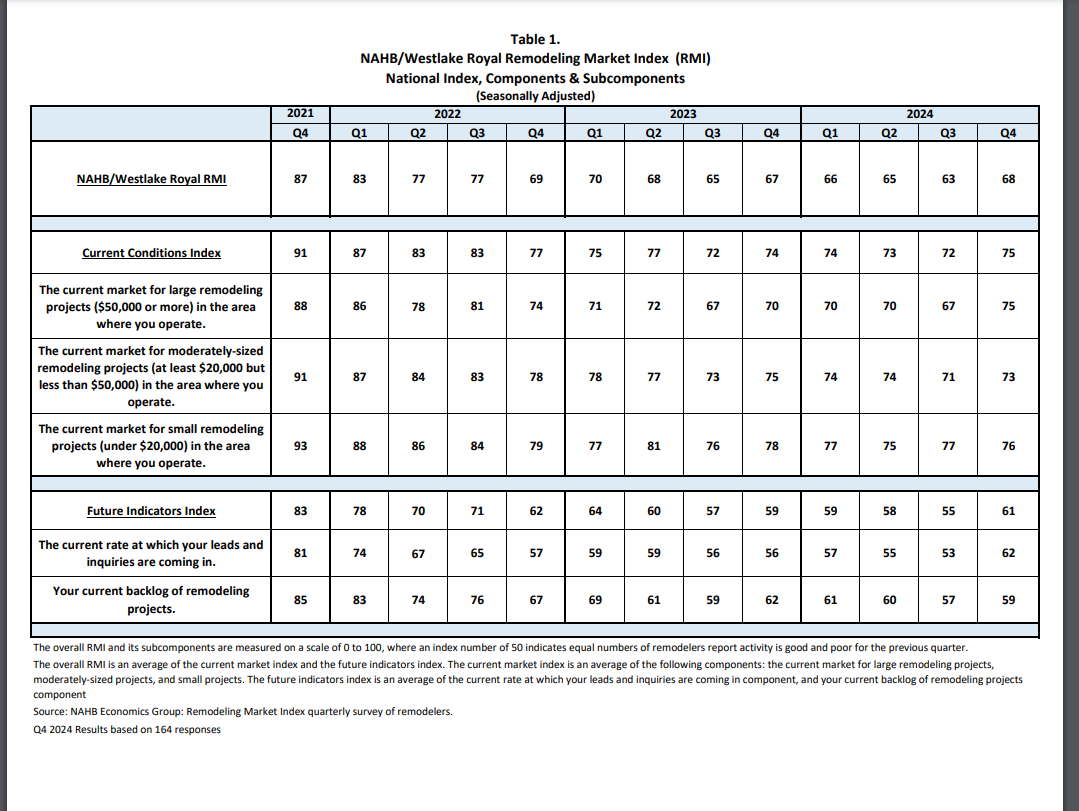 Table 1.
NAHB/Westlake Royal Remodeling Market Index (RMI)
National Index, Components & Subcomponents
(Seasonally Adjusted)
2021 2022 2023 2024
Q4 Q1 Q2 Q3 Q4 Q1 Q2 Q3 Q4 Q1 Q2 Q3 Q4
NAHB/Westlake Royal RMI 87 83 77 77 69 70 68 65 67 66 65 63 68
Current Conditions Index 91 87 83 83 77 75 77 72 74 74 73 72 75
The current market for large remodeling
projects ($50,000 or more) in the area 88 86 78 81 74 71 72 67 70 70 70 67 75
where you operate.
The current market for moderately-sized
remodeling projects (at least $20,000 but
less than $50,000) in the area where you 91 87 84 83 78 78 77 73 75 74 74 71 73
operate.
The current market for small remodeling
projects (under $20,000) in the area 93 88 86 84 79 77 81 76 78 77 75 77 76
where you operate.
Future Indicators Index 83 78 70 71 62 64 60 57 59 59 58 55 61
The current rate at which your leads and
inquiries are coming in. 81 74 67 65 57 59 59 56 56 57 55 53 62
Your current backlog of remodeling
projects. 85 83 74 76 67 69 61 59 62 61 60 57 59
The overall RMI and its subcomponents are measured on a scale of 0 to 100, where an index number of 50 indicates equal numbers of remodelers report activity is good and poor for the previous quarter.
The overall RMI is an average of the current market index and the future indicators index. The current market index is an average of the following components: the current market for large remodeling projects,
moderately-sized projects, and small projects. The future indicators index is an average of the current rate at which your leads and inquiries are coming in component, and your current backlog of remodeling projects
component
Source: NAHB Economics Group: Remodeling Market Index quarterly survey of remodelers.
Q4 2024 Results based on 164 responses